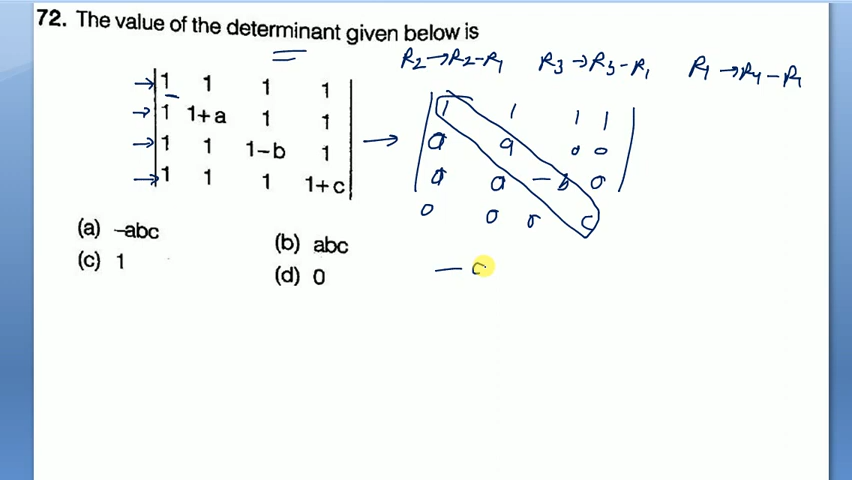 72. The value of the determinant given below is
R2→R2-R1 R3→R3-R1 R4→R4-R1
1 1 1 1
1 1+a 1 1
1 1 1−b 1
1 1 1 1+c
→
1 1 1 1
0 a 0 0
0 0 -b 0
0 0 0 c
(a) –abc
(b) abc
(c) 1
(d) 0
—